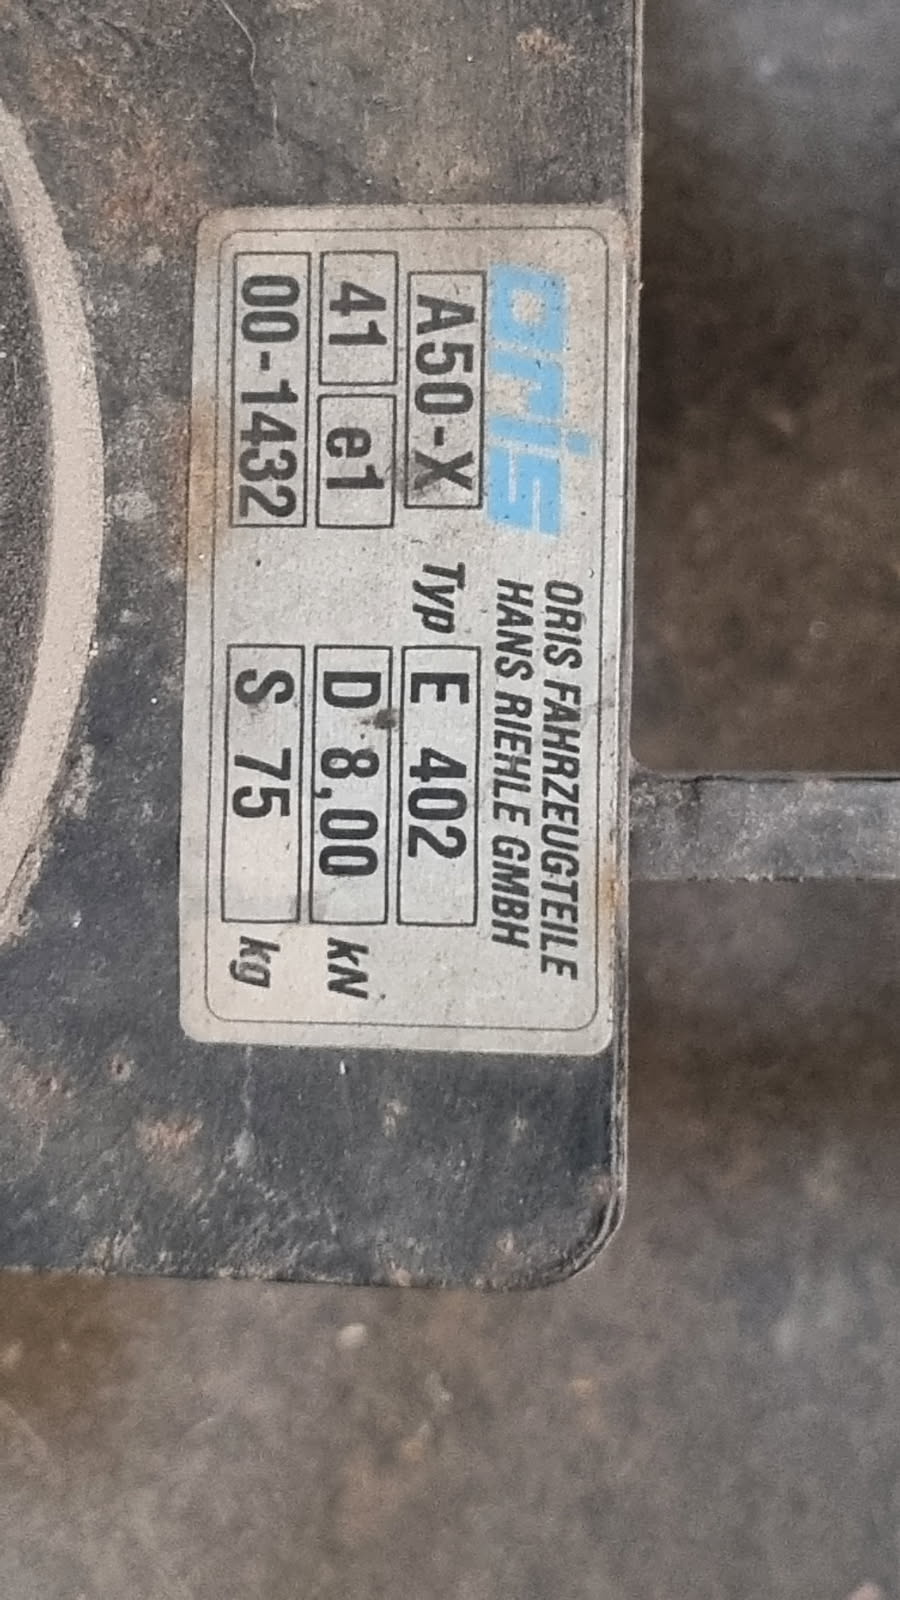 oris
ORIS FAHRZEUGTEILE
HANS RIEHLE GMBH
A50-X Typ E 402
41 e1 D 8,00 kN
00-1432 S 75 kg